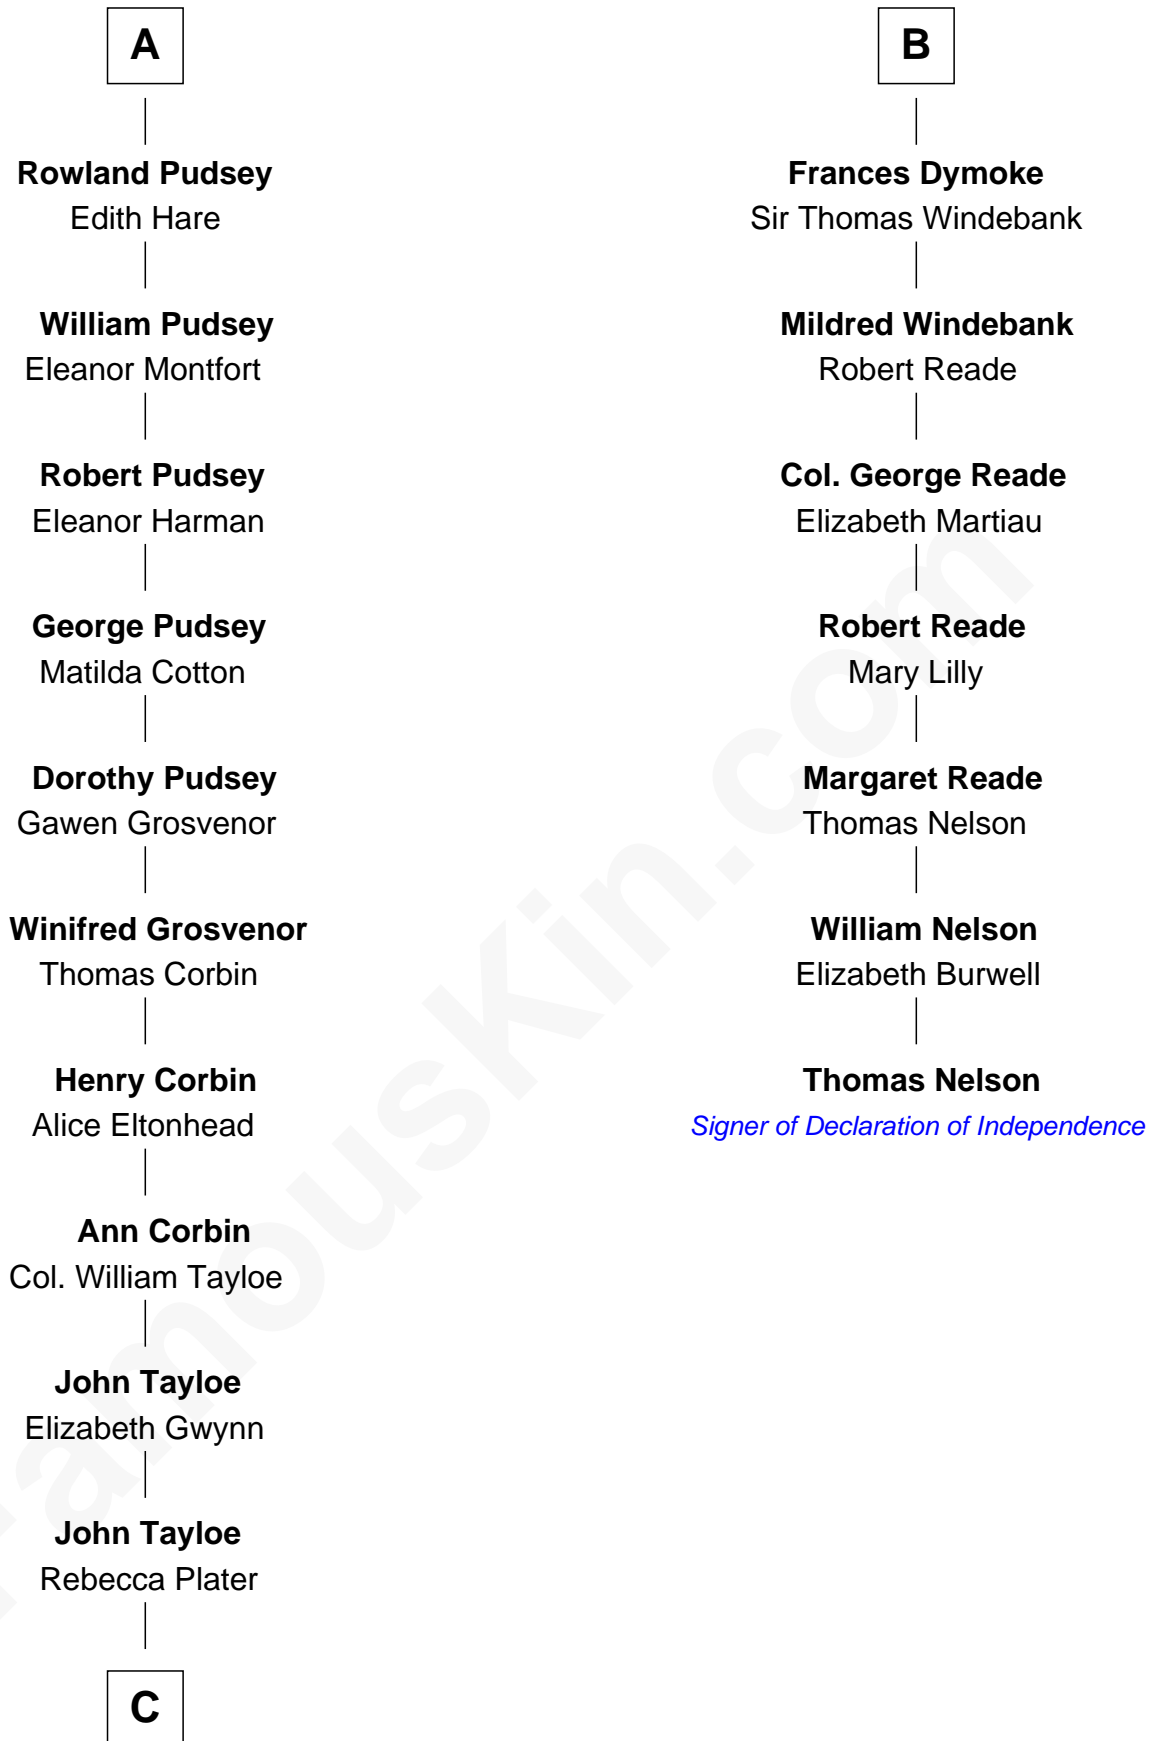 A
Rowland Pudsey
Edith Hare
William Pudsey
Eleanor Montfort
Robert Pudsey
Eleanor Harman
George Pudsey
Matilda Cotton
Dorothy Pudsey
Gawen Grosvenor
Winifred Grosvenor
Thomas Corbin
Henry Corbin
Alice Eltonhead
Ann Corbin
Col. William Tayloe
John Tayloe
Elizabeth Gwynn
John Tayloe
Rebecca Plater
C
B
Frances Dymoke
Sir Thomas Windebank
Mildred Windebank
Robert Reade
Col. George Reade
Elizabeth Martiau
Robert Reade
Mary Lilly
Margaret Reade
Thomas Nelson
William Nelson
Elizabeth Burwell
Thomas Nelson
Signer of Declaration of Independence
FamousKin.com